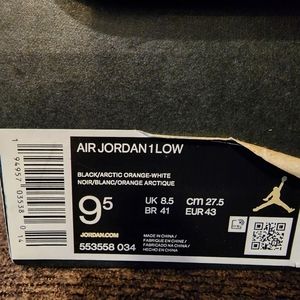 AIR JORDAN 1 LOW
BLACK/ARCTIC ORANGE-WHITE
NOIR/BLANC/ORANGE ARCTIQUE
9.5
UK 8.5 CM 27.5
BR 41 EUR 43
JORDAN.COM
553558 034
MADE IN CHINA /
FABRIQUE EN CHINE /
FABRICADO NA CHINA /
HECHO EN CHINA